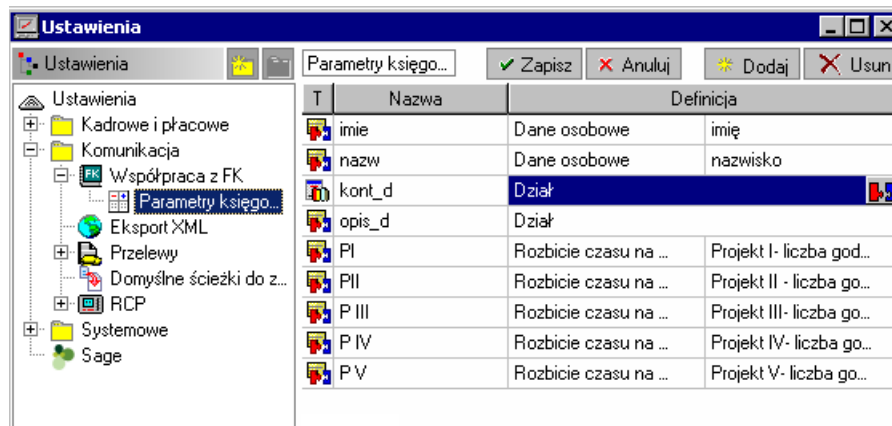 Ustawienia
Ustawienia Parametry księgo... Zapisz Anuluj Dodaj Usun
Ustawienia
Kadrowe i płacowe
Komunikacja
FK Współpraca z FK
Parametry księgo...
Eksport XML
Przelewy
Domyślne ścieżki do z...
RCP
Systemowe
Sage
T Nazwa Definicja
imie Dane osobowe imię
nazw Dane osobowe nazwisko
kont_d Dział
opis_d Dział
PI Rozbicie czasu na ... Projekt I- liczba god...
PII Rozbicie czasu na ... Projekt II - liczba go...
P III Rozbicie czasu na ... Projekt III- liczba go...
P IV Rozbicie czasu na ... Projekt IV- liczba go...
P V Rozbicie czasu na ... Projekt V- liczba go...